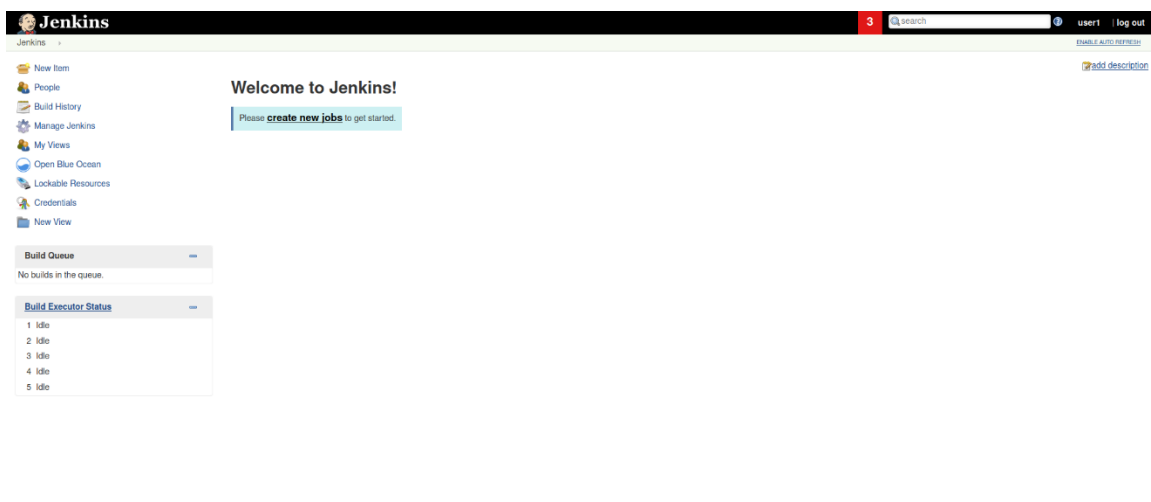 Jenkins
3
search
user1 | log out
Jenkins ›
ENABLE AUTO REFRESH
New Item
People
Build History
Manage Jenkins
My Views
Open Blue Ocean
Lockable Resources
Credentials
New View
add description
Welcome to Jenkins!
Please create new jobs to get started.
Build Queue
No builds in the queue.
Build Executor Status
1 Idle
2 Idle
3 Idle
4 Idle
5 Idle